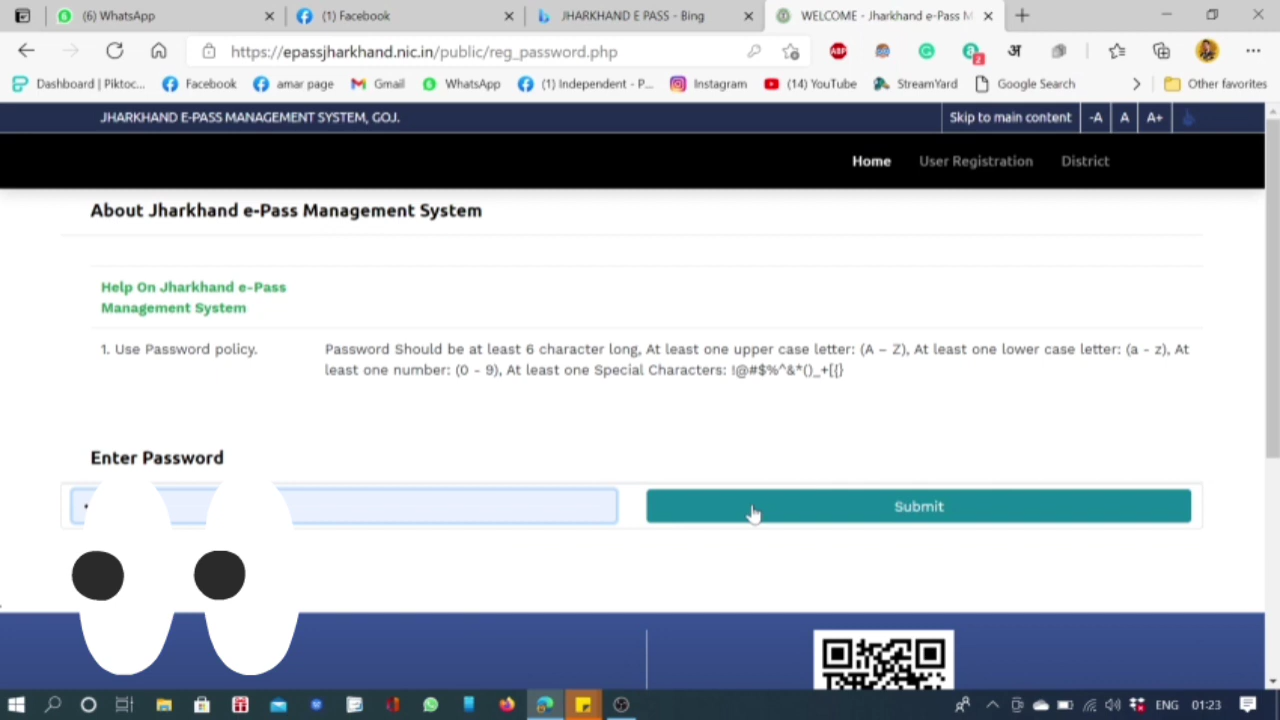 (6) WhatsApp
(1) Facebook
JHARKHAND E PASS - Bing
WELCOME - Jharkhand e-Pass M
https://epassjharkhand.nic.in/public/reg_password.php
ABP
2
अ
Dashboard | Piktoc...
Facebook
amar page
Gmail
WhatsApp
(1) Independent - P...
Instagram
(14) YouTube
StreamYard
Google Search
Other favorites
JHARKHAND E-PASS MANAGEMENT SYSTEM, GOJ.
Skip to main content
-A
A
A+
Home
User Registration
District
About Jharkhand e-Pass Management System
Help On Jharkhand e-Pass
Management System
1. Use Password policy.
Password Should be at least 6 character long, At least one upper case letter: (A – Z), At least one lower case letter: (a - z), At
least one number: (0 - 9), At least one Special Characters: !@#$%^&*()_+[{}
Enter Password
Submit
ENG
01:23